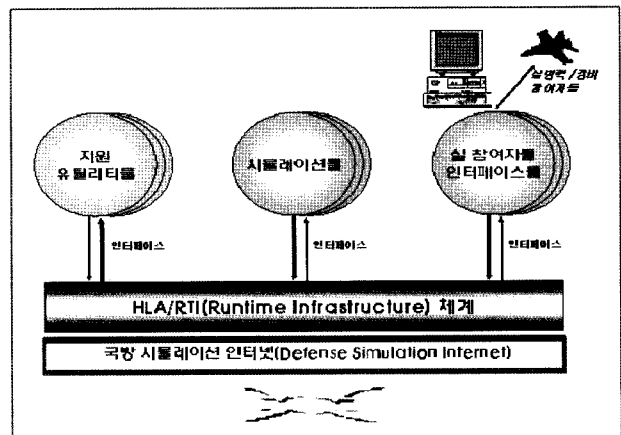 실병력/장비
참여자들
지원
유틸리티들
시뮬레이션들
실 참여자들
인터페이스들
인터페이스
인터페이스
인터페이스
HLA/RTI(Runtime Infrastructure) 체계
국방 시뮬레이션 인터넷(Defense Simulation Internet)